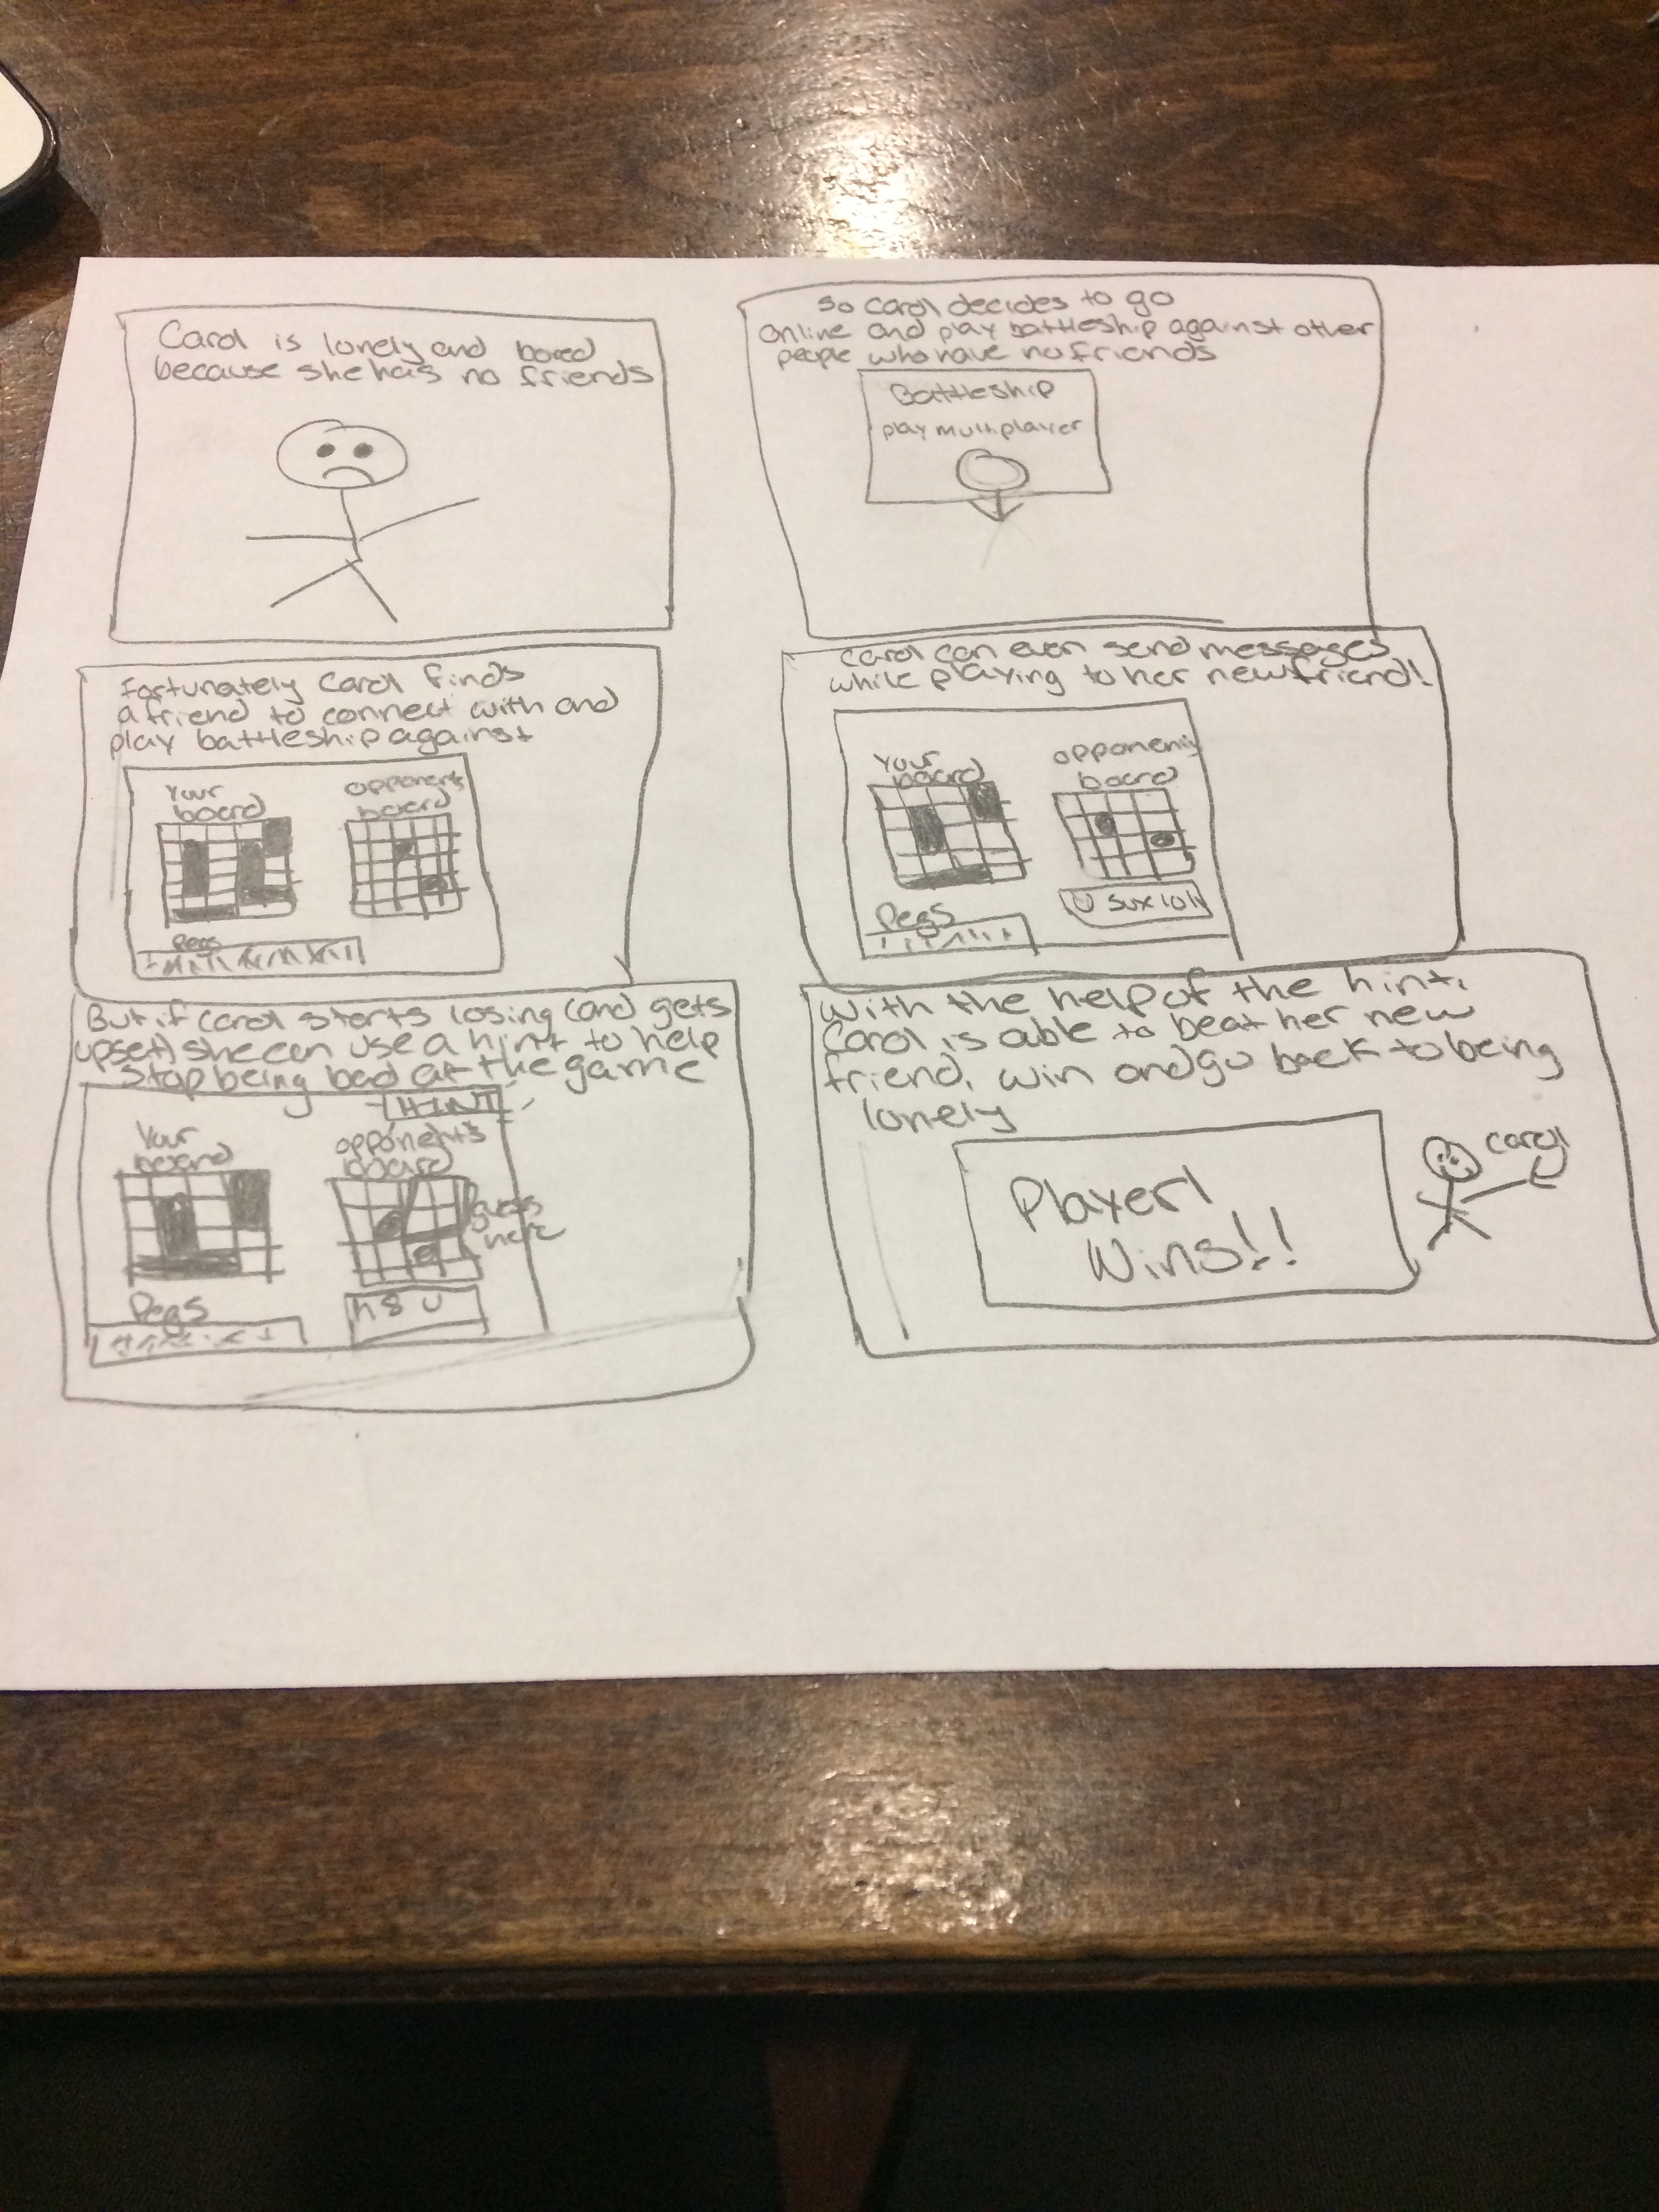 Carol is lonely and bored
because she has no friends
So Carol decides to go
online and play battleship against other
people who have no friends
Battleship
play multiplayer
Fortunately Carol finds
a friend to connect with and
play battleship against
Your
board
opponents
board
Pegs
Carol can even send messages
while playing to her new friend!
Your
board
opponents
board
U sux lol
Pegs
But if Carol starts losing (and gets
upset) she can use a hint to help
stop being bad at the game
HINT
Your
board
opponent's
board
guess
here
Pegs
h8 U
With the help of the hint,
Carol is able to beat her new
friend, win and go back to being
lonely
Player 1
Wins!!
Carol